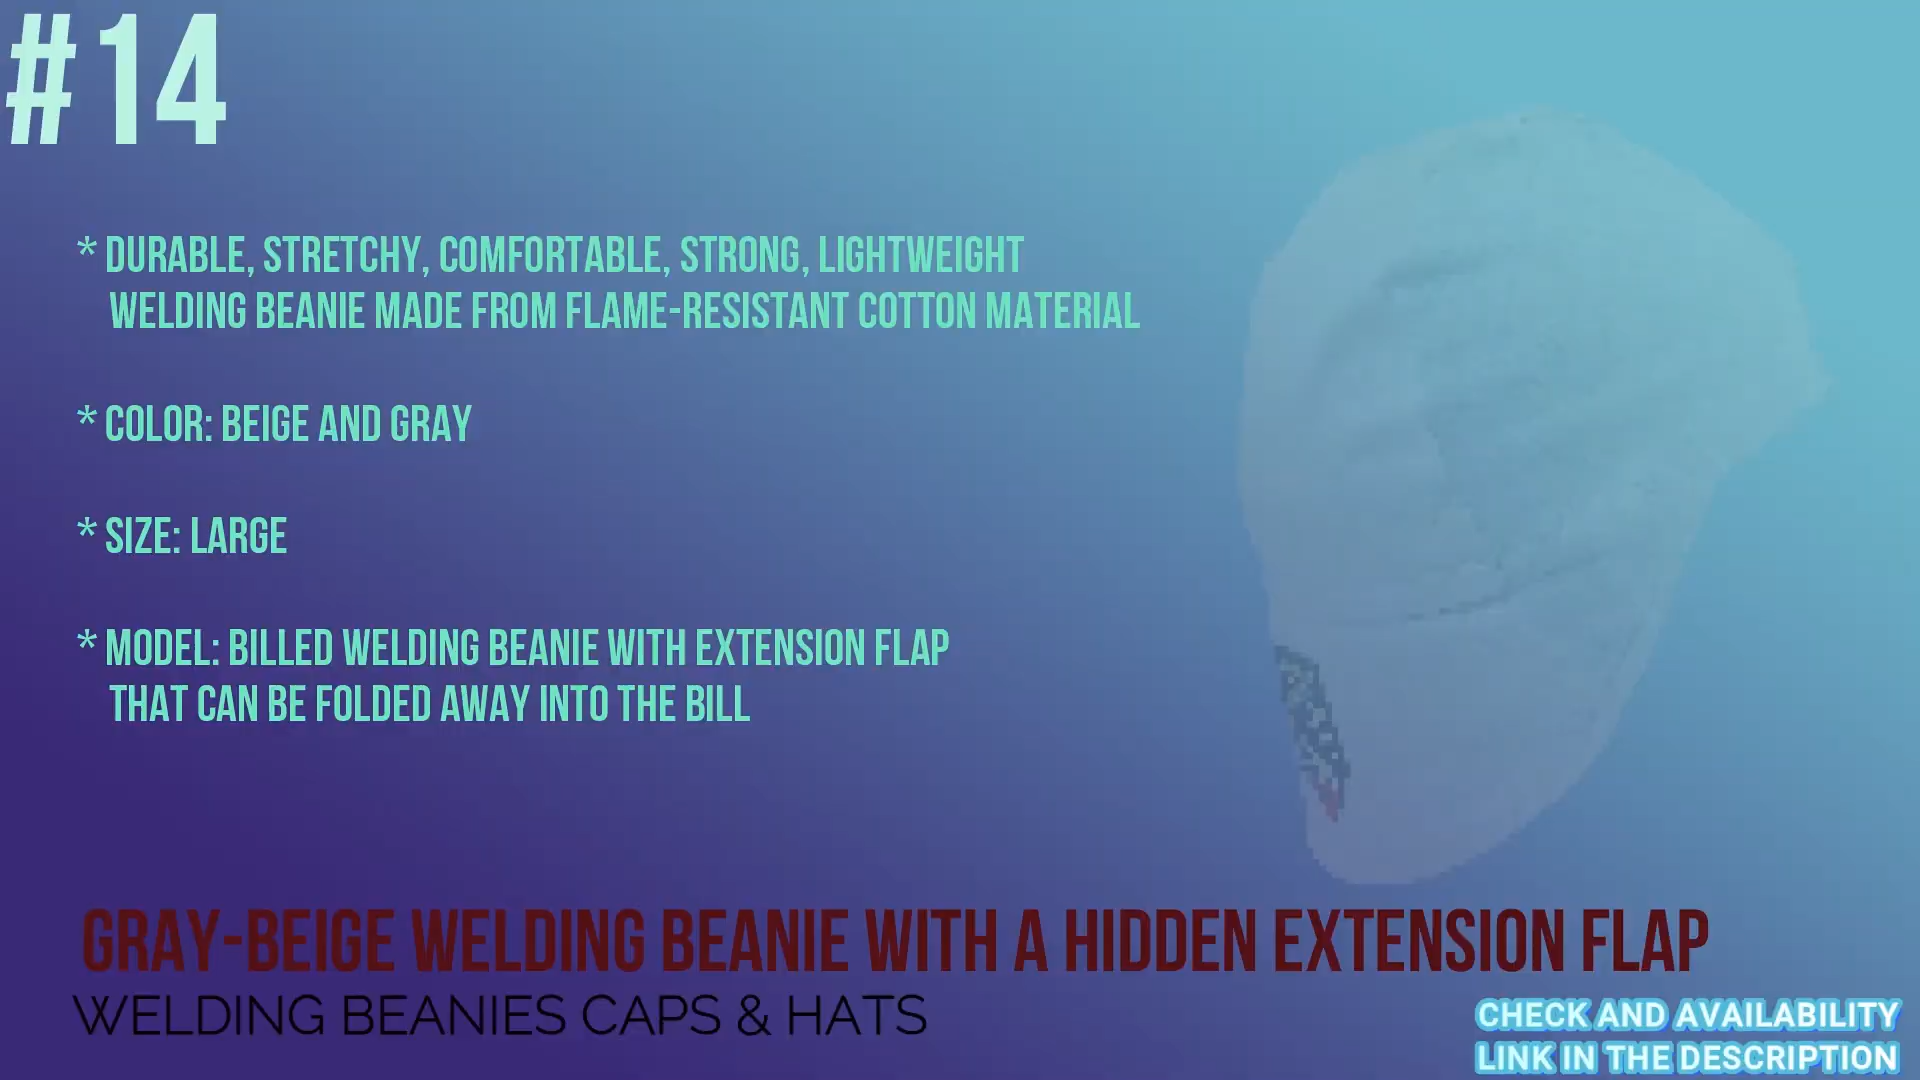 #14
* DURABLE, STRETCHY, COMFORTABLE, STRONG, LIGHTWEIGHT
WELDING BEANIE MADE FROM FLAME-RESISTANT COTTON MATERIAL
* COLOR: BEIGE AND GRAY
* SIZE: LARGE
* MODEL: BILLED WELDING BEANIE WITH EXTENSION FLAP
THAT CAN BE FOLDED AWAY INTO THE BILL
GRAY-BEIGE WELDING BEANIE WITH A HIDDEN EXTENSION FLAP
WELDING BEANIES CAPS & HATS
CHECK AND AVAILABILITY
LINK IN THE DESCRIPTION